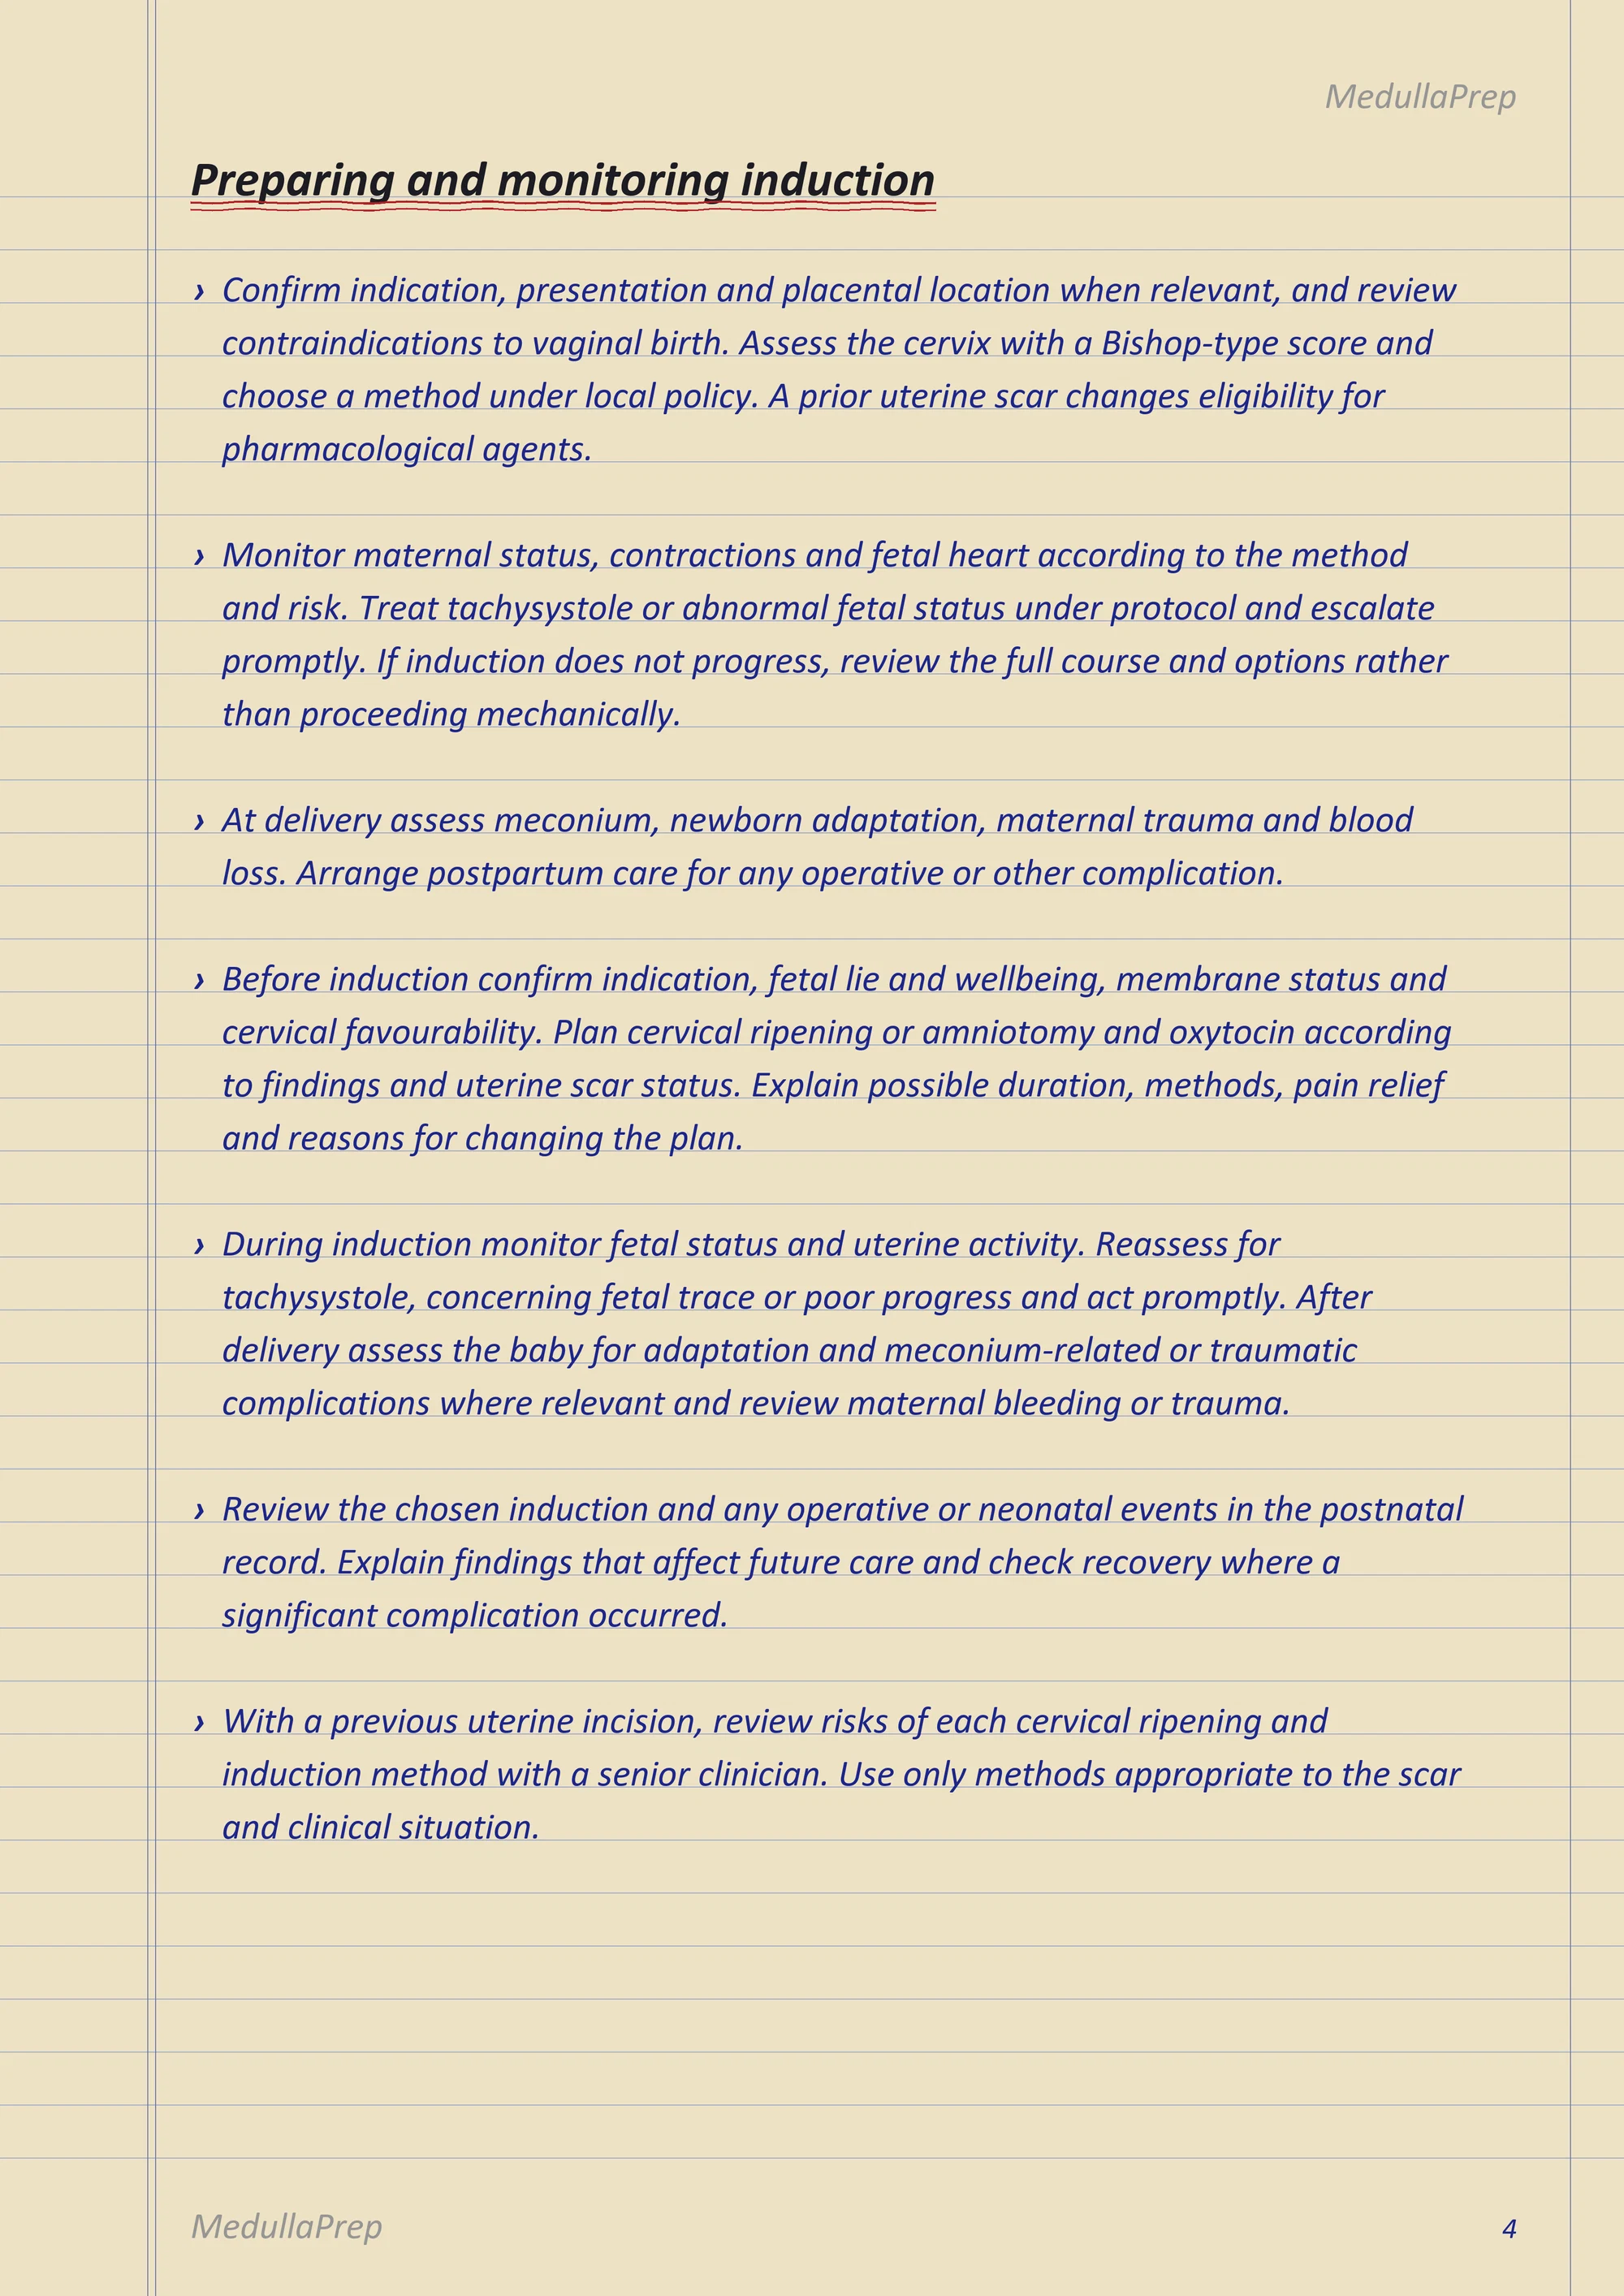 MedullaPrep
Preparing and monitoring induction
› Confirm indication, presentation and placental location when relevant, and review
contraindications to vaginal birth. Assess the cervix with a Bishop-type score and
choose a method under local policy. A prior uterine scar changes eligibility for
pharmacological agents.
› Monitor maternal status, contractions and fetal heart according to the method
and risk. Treat tachysystole or abnormal fetal status under protocol and escalate
promptly. If induction does not progress, review the full course and options rather
than proceeding mechanically.
› At delivery assess meconium, newborn adaptation, maternal trauma and blood
loss. Arrange postpartum care for any operative or other complication.
› Before induction confirm indication, fetal lie and wellbeing, membrane status and
cervical favourability. Plan cervical ripening or amniotomy and oxytocin according
to findings and uterine scar status. Explain possible duration, methods, pain relief
and reasons for changing the plan.
› During induction monitor fetal status and uterine activity. Reassess for
tachysystole, concerning fetal trace or poor progress and act promptly. After
delivery assess the baby for adaptation and meconium-related or traumatic
complications where relevant and review maternal bleeding or trauma.
› Review the chosen induction and any operative or neonatal events in the postnatal
record. Explain findings that affect future care and check recovery where a
significant complication occurred.
› With a previous uterine incision, review risks of each cervical ripening and
induction method with a senior clinician. Use only methods appropriate to the scar
and clinical situation.
MedullaPrep
4